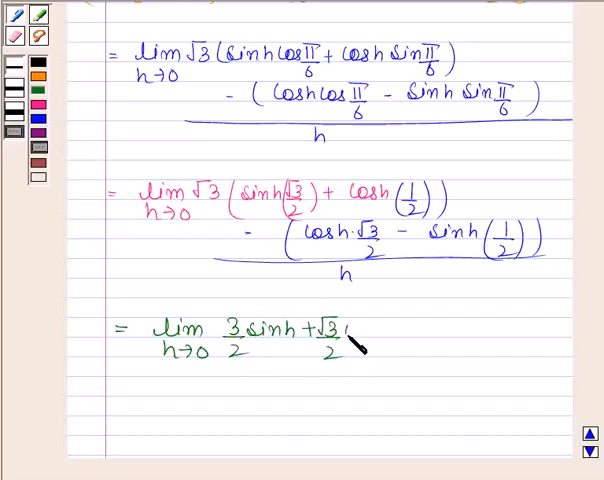 = lim h→0 √3 (sinh cos π/6 + cosh sin π/6)
- (cosh cos π/6 - sinh sin π/6)
h
= lim h→0 √3 (sinh(√3/2) + cosh (1/2))
- (cosh·√3/2 - sinh (1/2))
h
= lim h→0 3/2 sinh + √3/2